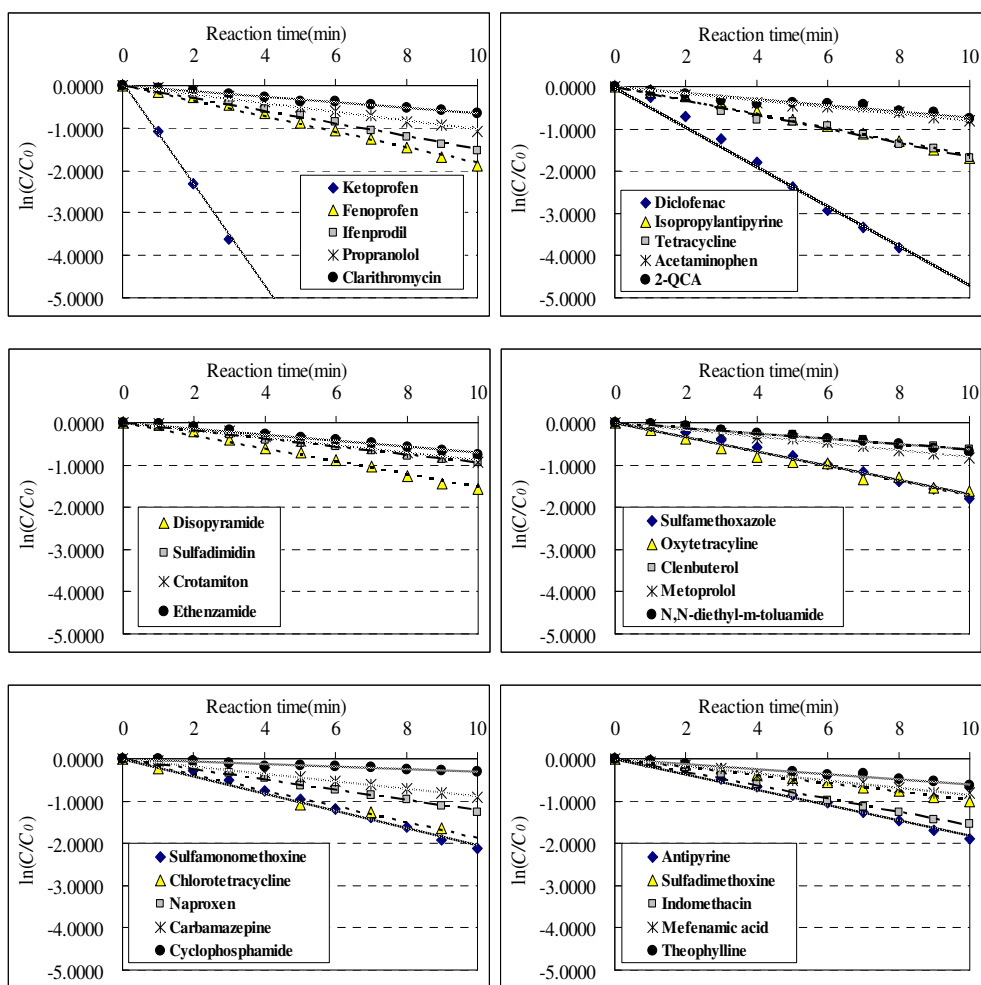 Reaction time(min)
0 2 4 6 8 10
0.0000
-1.0000
-2.0000
-3.0000
-4.0000
-5.0000
ln(C/C0)
Ketoprofen
Fenoprofen
Ifenprodil
Propranolol
Clarithromycin
Reaction time(min)
0 2 4 6 8 10
0.0000
-1.0000
-2.0000
-3.0000
-4.0000
-5.0000
ln(C/C0)
Diclofenac
Isopropylantipyrine
Tetracycline
Acetaminophen
2-QCA
Reaction time(min)
0 2 4 6 8 10
0.0000
-1.0000
-2.0000
-3.0000
-4.0000
-5.0000
ln(C/C0)
Disopyramide
Sulfadimidin
Crotamiton
Ethenzamide
Reaction time(min)
0 2 4 6 8 10
0.0000
-1.0000
-2.0000
-3.0000
-4.0000
-5.0000
ln(C/C0)
Sulfamethoxazole
Oxytetracyline
Clenbuterol
Metoprolol
N,N-diethyl-m-toluamide
Reaction time(min)
0 2 4 6 8 10
0.0000
-1.0000
-2.0000
-3.0000
-4.0000
-5.0000
ln(C/C0)
Sulfamonomethoxine
Chlorotetracycline
Naproxen
Carbamazepine
Cyclophosphamide
Reaction time(min)
0 2 4 6 8 10
0.0000
-1.0000
-2.0000
-3.0000
-4.0000
-5.0000
ln(C/C0)
Antipyrine
Sulfadimethoxine
Indomethacin
Mefenamic acid
Theophylline